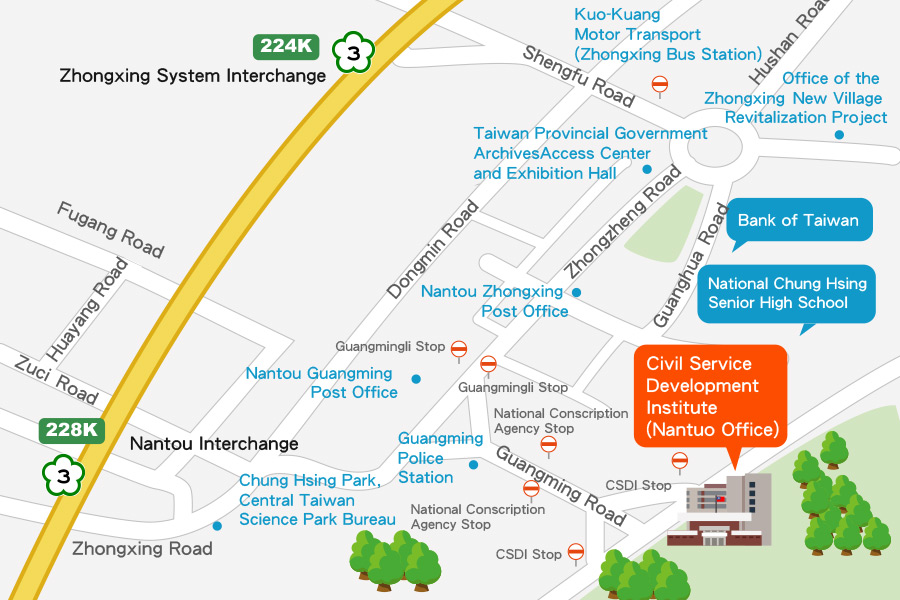 Kuo-Kuang
Motor Transport
(Zhongxing Bus Station)
224K
3
Zhongxing System Interchange
Shengfu Road
Hushan Road
Office of the
Zhongxing New Village
Revitalization Project
Taiwan Provincial Government
ArchivesAccess Center
and Exhibition Hall
Fugang Road
Dongmin Road
Zhongzheng Road
Guanghua Road
Bank of Taiwan
Huayang Road
Nantou Zhongxing
Post Office
National Chung Hsing
Senior High School
Guangmingli Stop
Zuci Road
Nantou Guangming
Post Office
Guangmingli Stop
Civil Service
Development
Institute
(Nantuo Office)
National Conscription
Agency Stop
228K
3
Nantou Interchange
Guangming
Police
Station
Guangming Road
CSDI Stop
Chung Hsing Park,
Central Taiwan
Science Park Bureau
National Conscription
Agency Stop
Zhongxing Road
CSDI Stop